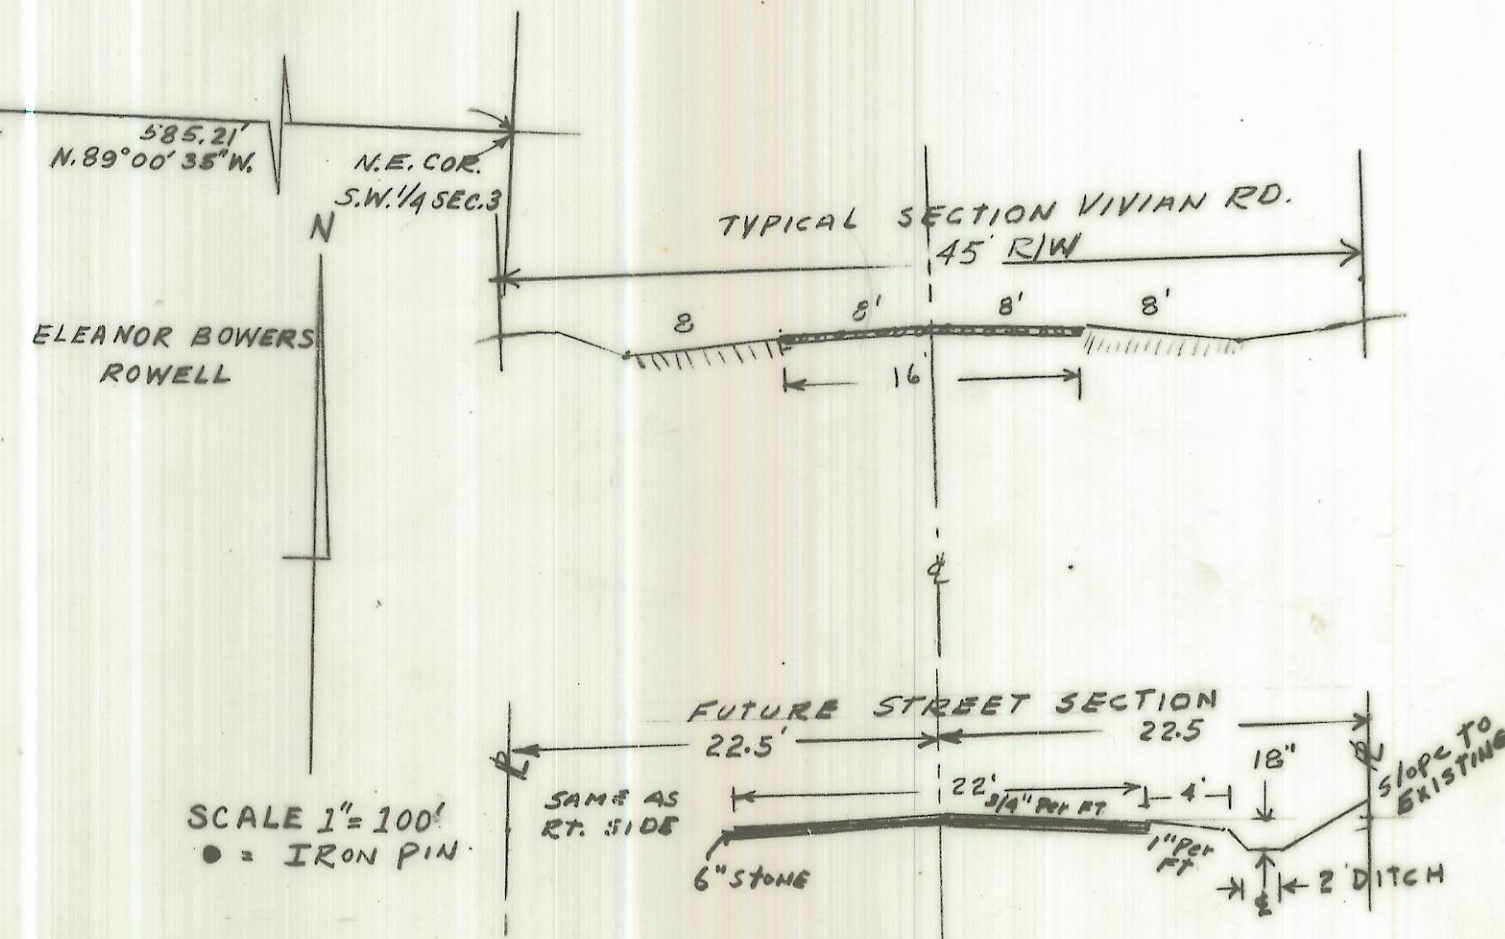 585.21'
N.89°00'35"W.
N.E. COR.
S.W. 1/4 SEC. 3
N
ELEANOR BOWERS
ROWELL
TYPICAL SECTION VIVIAN RD.
45' R/W
8 8' 8' 8'
16'
℄
FUTURE STREET SECTION
22.5' 22.5
18"
SLOPE TO
EXISTING
SAME AS
RT. SIDE
22'
3/4" Per FT
4'
1" Per
FT
6" STONE
2' DITCH
℄
SCALE 1"= 100'
● = IRON PIN